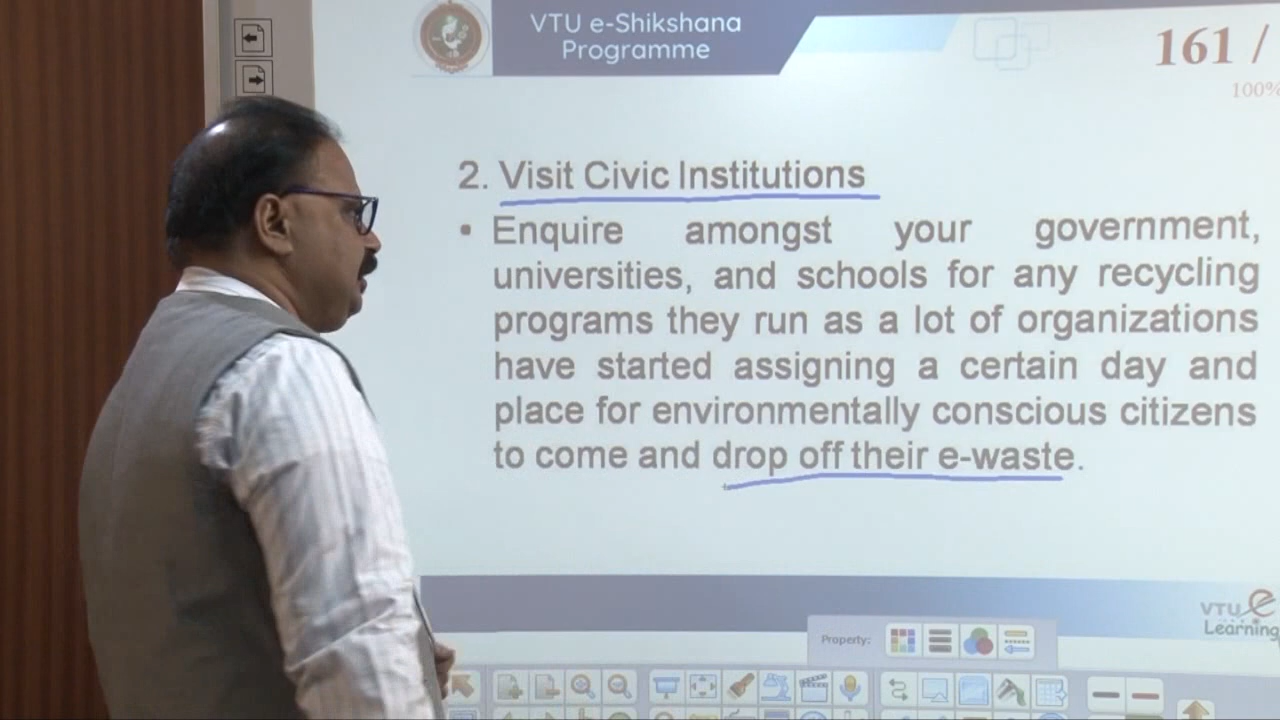 VTU e-Shikshana
Programme
161 /
100%
2. Visit Civic Institutions
• Enquire amongst your government,
universities, and schools for any recycling
programs they run as a lot of organizations
have started assigning a certain day and
place for environmentally conscious citizens
to come and drop off their e-waste.
VTU e
Learning
Property: